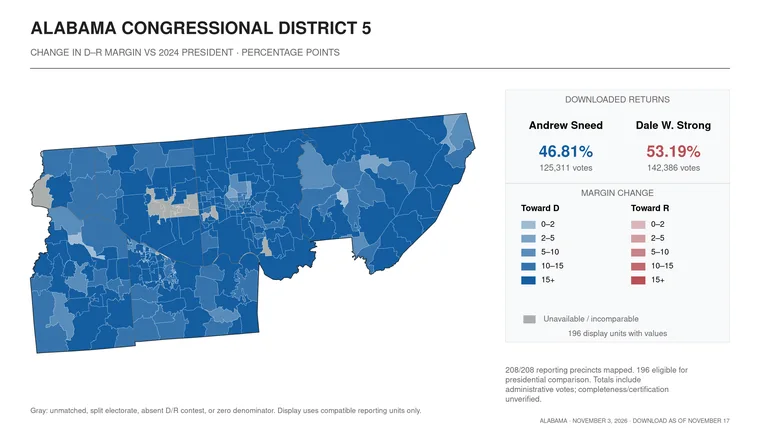 ALABAMA CONGRESSIONAL DISTRICT 5
CHANGE IN D–R MARGIN VS 2024 PRESIDENT · PERCENTAGE POINTS
DOWNLOADED RETURNS
Andrew Sneed Dale W. Strong
46.81% 53.19%
125,311 votes 142,386 votes
MARGIN CHANGE
Toward D Toward R
0–2 0–2
2–5 2–5
5–10 5–10
10–15 10–15
15+ 15+
Unavailable / incomparable
196 display units with values
208/208 reporting precincts mapped. 196 eligible for
presidential comparison. Totals include
administrative votes; completeness/certification
unverified.
Gray: unmatched, split electorate, absent D/R contest, or zero denominator. Display uses compatible reporting units only.
ALABAMA · NOVEMBER 3, 2026 · DOWNLOAD AS OF NOVEMBER 17